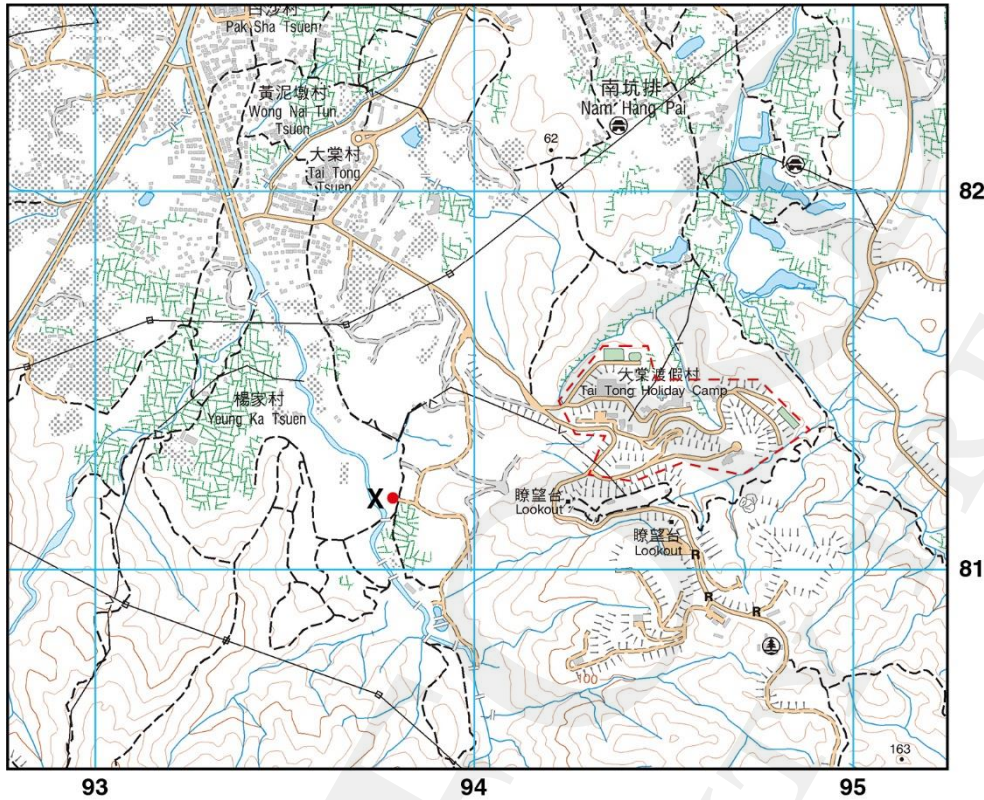 白沙村
Pak Sha Tsuen
黃泥墩村
Wong Nai Tun
Tsuen
大棠村
Tai Tong
Tsuen
62
南坑排
Nam Hang Pai
82
大棠渡假村
Tai Tong Holiday Camp
楊家村
Yeung Ka Tsuen
X
瞭望台
Lookout
瞭望台
Lookout
R
81
R
R
100
163
93
94
95